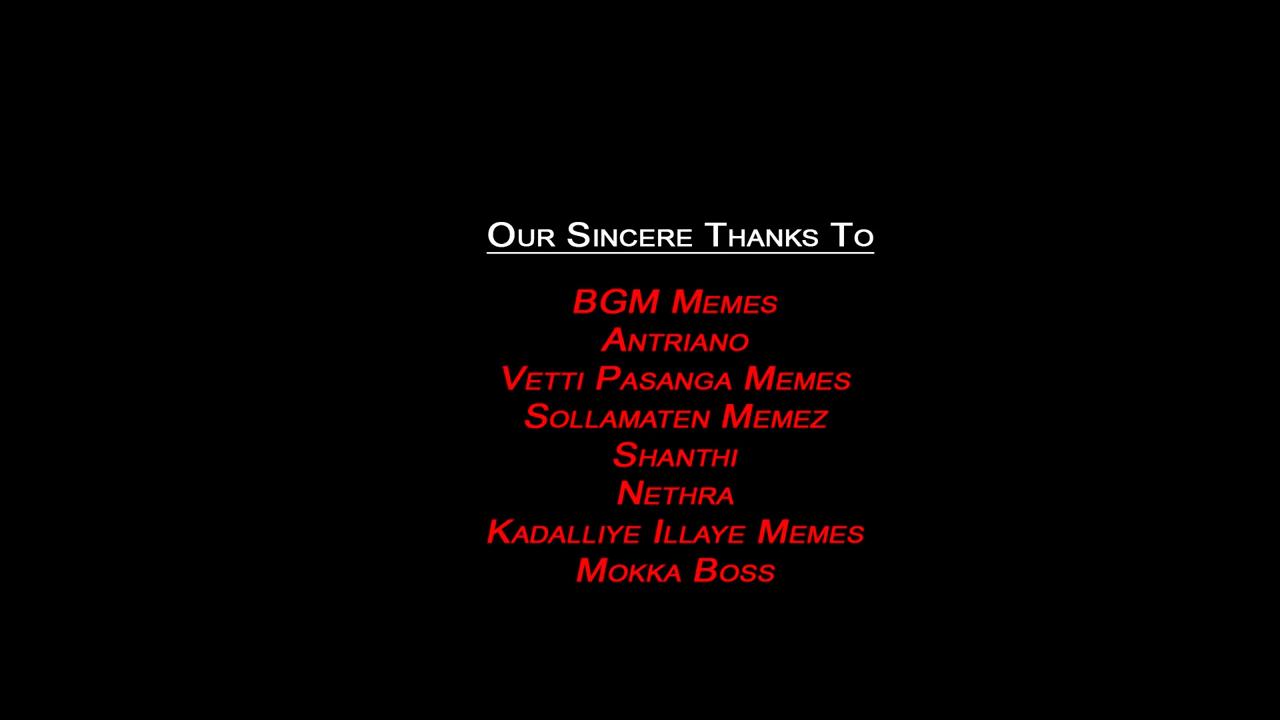 Our Sincere Thanks To
BGM Memes
Antriano
Vetti Pasanga Memes
Sollamaten Memez
Shanthi
Nethra
Kadalliye Illaye Memes
Mokka Boss